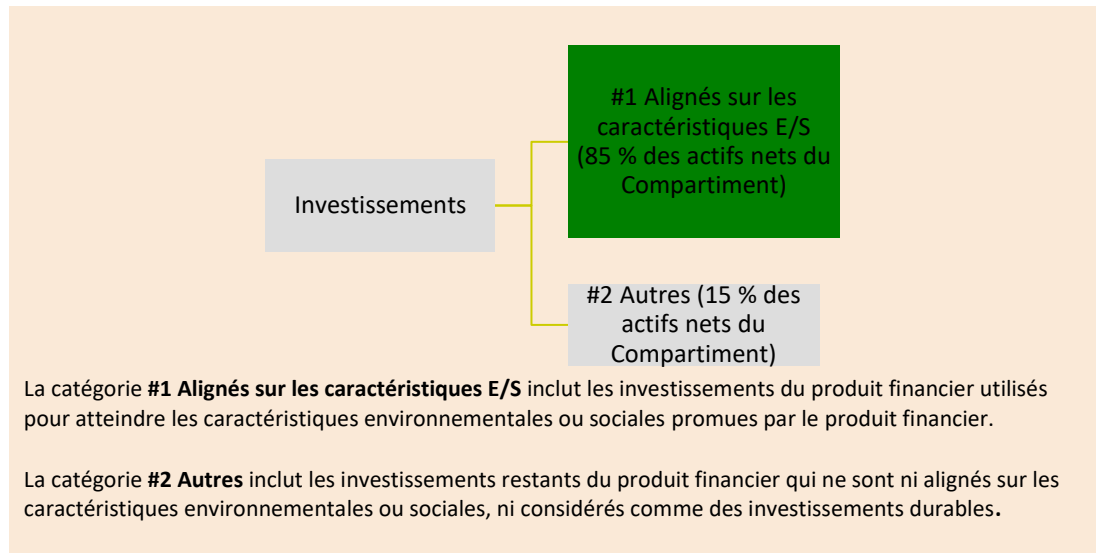 #1 Alignés sur les
caractéristiques E/S
(85 % des actifs nets du
Compartiment)
Investissements
#2 Autres (15 % des
actifs nets du
Compartiment)
La catégorie #1 Alignés sur les caractéristiques E/S inclut les investissements du produit financier utilisés
pour atteindre les caractéristiques environnementales ou sociales promues par le produit financier.
La catégorie #2 Autres inclut les investissements restants du produit financier qui ne sont ni alignés sur les
caractéristiques environnementales ou sociales, ni considérés comme des investissements durables.